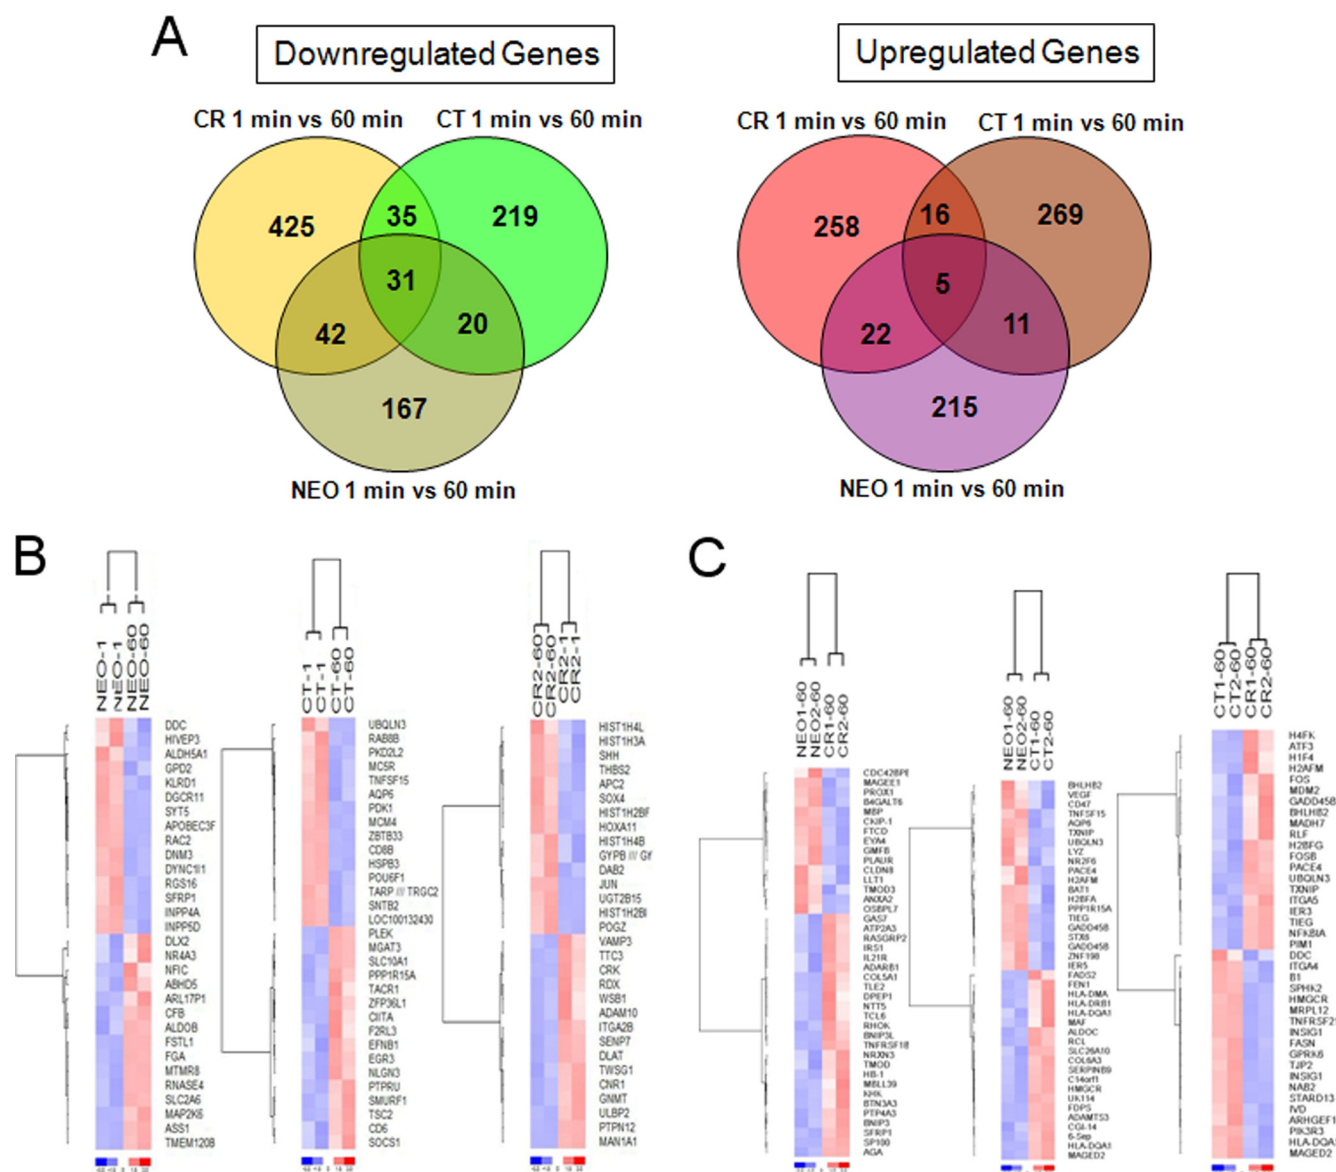 A
Downregulated Genes
Upregulated Genes
CR 1 min vs 60 min
CT 1 min vs 60 min
CR 1 min vs 60 min
CT 1 min vs 60 min
425
35
219
31
42
20
167
NEO 1 min vs 60 min
258
16
269
5
22
11
215
NEO 1 min vs 60 min
B
NEO-1
NEO-1
NEO-60
NEO-60
DDC
HIVEP3
ALDH5A1
GPD2
KLRD1
DGCR11
SYT5
APOBEC3F
RAC2
DNM3
DYNC1I1
RGS16
SFRP1
INPP4A
INPP5D
DLX2
NR4A3
NFIC
ABHD5
ARL17P1
CFB
ALDOB
FSTL1
FGA
MTMR8
RNASE4
SLC2A6
MAP2K6
ASS1
TMEM120B
CT-1
CT-1
CT-60
CT-60
UBQLN3
RAB8B
PKD2L2
MC5R
TNFSF15
AQP6
PDK1
MCM4
ZBTB33
CD8B
HSPB3
POU6F1
TARP /// TRGC2
SNTB2
LOC100132430
PLEK
MGAT3
SLC10A1
PPP1R15A
TACR1
ZFP36L1
CIITA
F2RL3
EFNB1
EGR3
NLGN3
PTPRU
SMURF1
TSC2
CD6
SOCS1
CR2-60
CR2-60
CR2-1
CR2-1
HIST1H4L
HIST1H3A
SHH
THBS2
APC2
SOX4
HIST1H2BF
HOXA11
HIST1H4B
GYPB /// GY
DAB2
JUN
UGT2B15
HIST1H2BI
POGZ
VAMP3
TTC3
CRK
RDX
WSB1
ADAM10
ITGA2B
SENP7
DLAT
TWSG1
CNR1
GNMT
ULBP2
PTPN12
MAN1A1
C
NEO1-60
NEO2-60
CR1-60
CR2-60
CDC42BPE
MAGEE1
PROX1
B4GALT6
MBP
CKIP-1
FTCD
EYA4
GMFB
PLAUR
CLDN8
LLT1
TMOD3
ANXA2
OSBPL7
GAS7
ATP2A3
RASGRP2
IRS1
IL21R
ADARB1
COL5A1
TLE2
DPEP1
NTT5
TCL6
RHOK
BNIP3L
TNFRSF1B
NRXN3
TMOD
HB-1
MBLL39
KHK
BTN3A3
PTP4A3
BNIP3
SFRP1
SP100
AGA
NEO1-60
NEO2-60
CT1-60
CT2-60
BHLHB2
VEGF
CD47
TNFSF15
AQP6
TXNIP
UBQLN3
LYZ
NR2F6
PACE4
H2AFM
BAT1
H2BFA
PPP1R15A
TIEG
GADD45B
STX6
GADD45B
ZNF198
IER5
FADS2
FEN1
HLA-DMA
HLA-DRB1
HLA-DQA1
MAF
ALDOC
RCL
SLC26A10
COL6A3
SERPINB9
C14orf1
HMGCR
UK114
FDPS
ADAMTS3
CGI-14
6-Sep
HLA-DQA1
MAGED2
CT1-60
CT2-60
CR1-60
CR2-60
H4FK
ATF3
H1F4
H2AFM
FOS
MDM2
GADD45B
BHLHB2
MADH7
RLF
H2BFG
FOSB
PACE4
UBQLN3
TXNIP
ITGA5
IER3
TIEG
NFKBIA
PIM1
DDC
ITGA4
B1
SPHK2
HMGCR
MRPL12
TNFRSF21
INSIG1
FASN
GPRK6
TJP2
INSIG1
NAB2
STARD13
IVD
ARHGEF1
PIK3R3
HLA-DQA
MAGED2